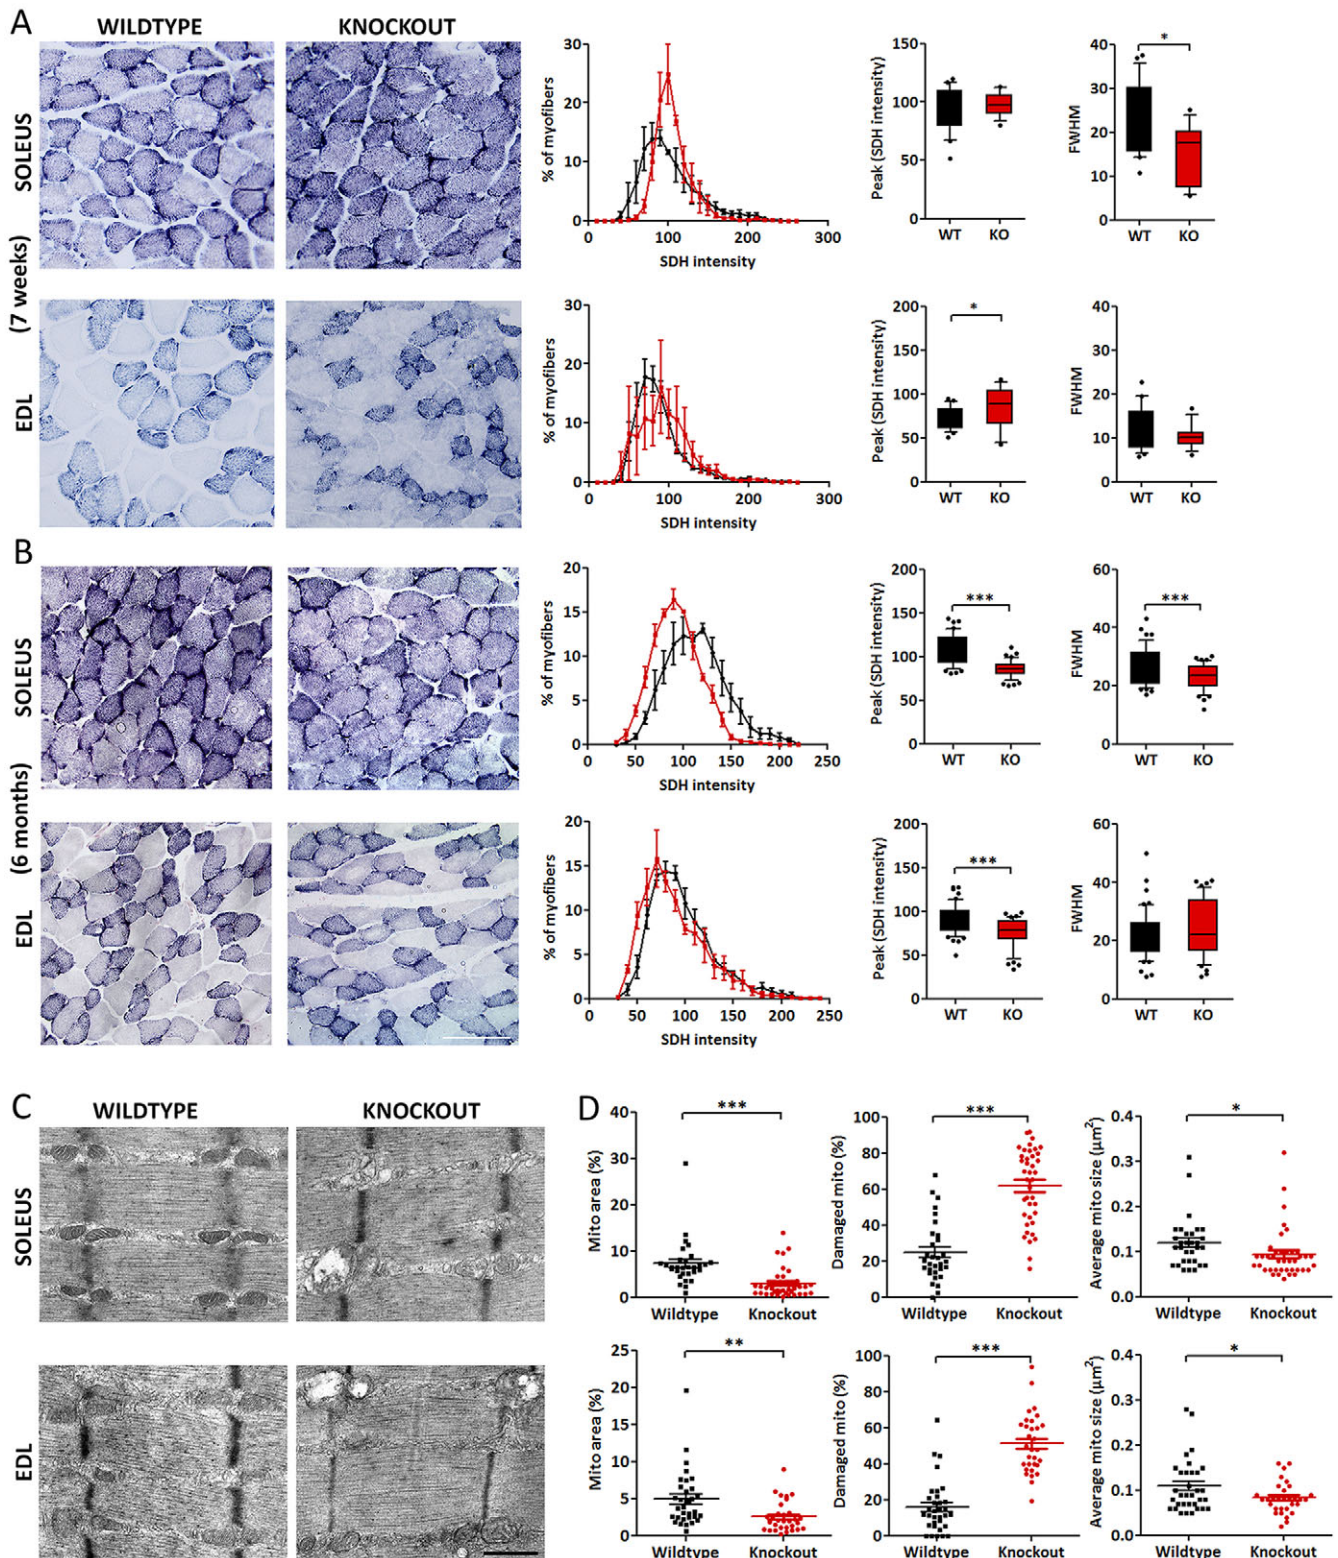 A
WILDTYPE
KNOCKOUT
SOLEUS
(7 weeks)
EDL
% of myofibers
30
20
10
0
0
100
200
300
SDH intensity
Peak (SDH intensity)
150
100
50
0
WT
KO
FWHM
40
30
20
10
0
*
WT
KO
% of myofibers
30
20
10
0
0
100
200
300
SDH intensity
Peak (SDH intensity)
200
150
100
50
0
*
WT
KO
FWHM
40
30
20
10
0
WT
KO
B
SOLEUS
(6 months)
EDL
% of myofibers
20
15
10
5
0
0
50
100
150
200
250
SDH intensity
Peak (SDH intensity)
200
150
100
50
0
***
WT
KO
FWHM
60
40
20
0
***
WT
KO
% of myofibers
20
15
10
5
0
0
50
100
150
200
250
SDH intensity
Peak (SDH intensity)
200
150
100
50
0
***
WT
KO
FWHM
60
40
20
0
WT
KO
C
WILDTYPE
KNOCKOUT
SOLEUS
EDL
D
Mito area (%)
40
30
20
10
0
***
Wildtype
Knockout
Damaged mito (%)
100
80
60
40
20
0
***
Wildtype
Knockout
Average mito size (µm²)
0.4
0.3
0.2
0.1
0.0
*
Wildtype
Knockout
Mito area (%)
25
20
15
10
5
0
**
Wildtype
Knockout
Damaged mito (%)
100
80
60
40
20
0
***
Wildtype
Knockout
Average mito size (µm²)
0.4
0.3
0.2
0.1
0.0
*
Wildtype
Knockout